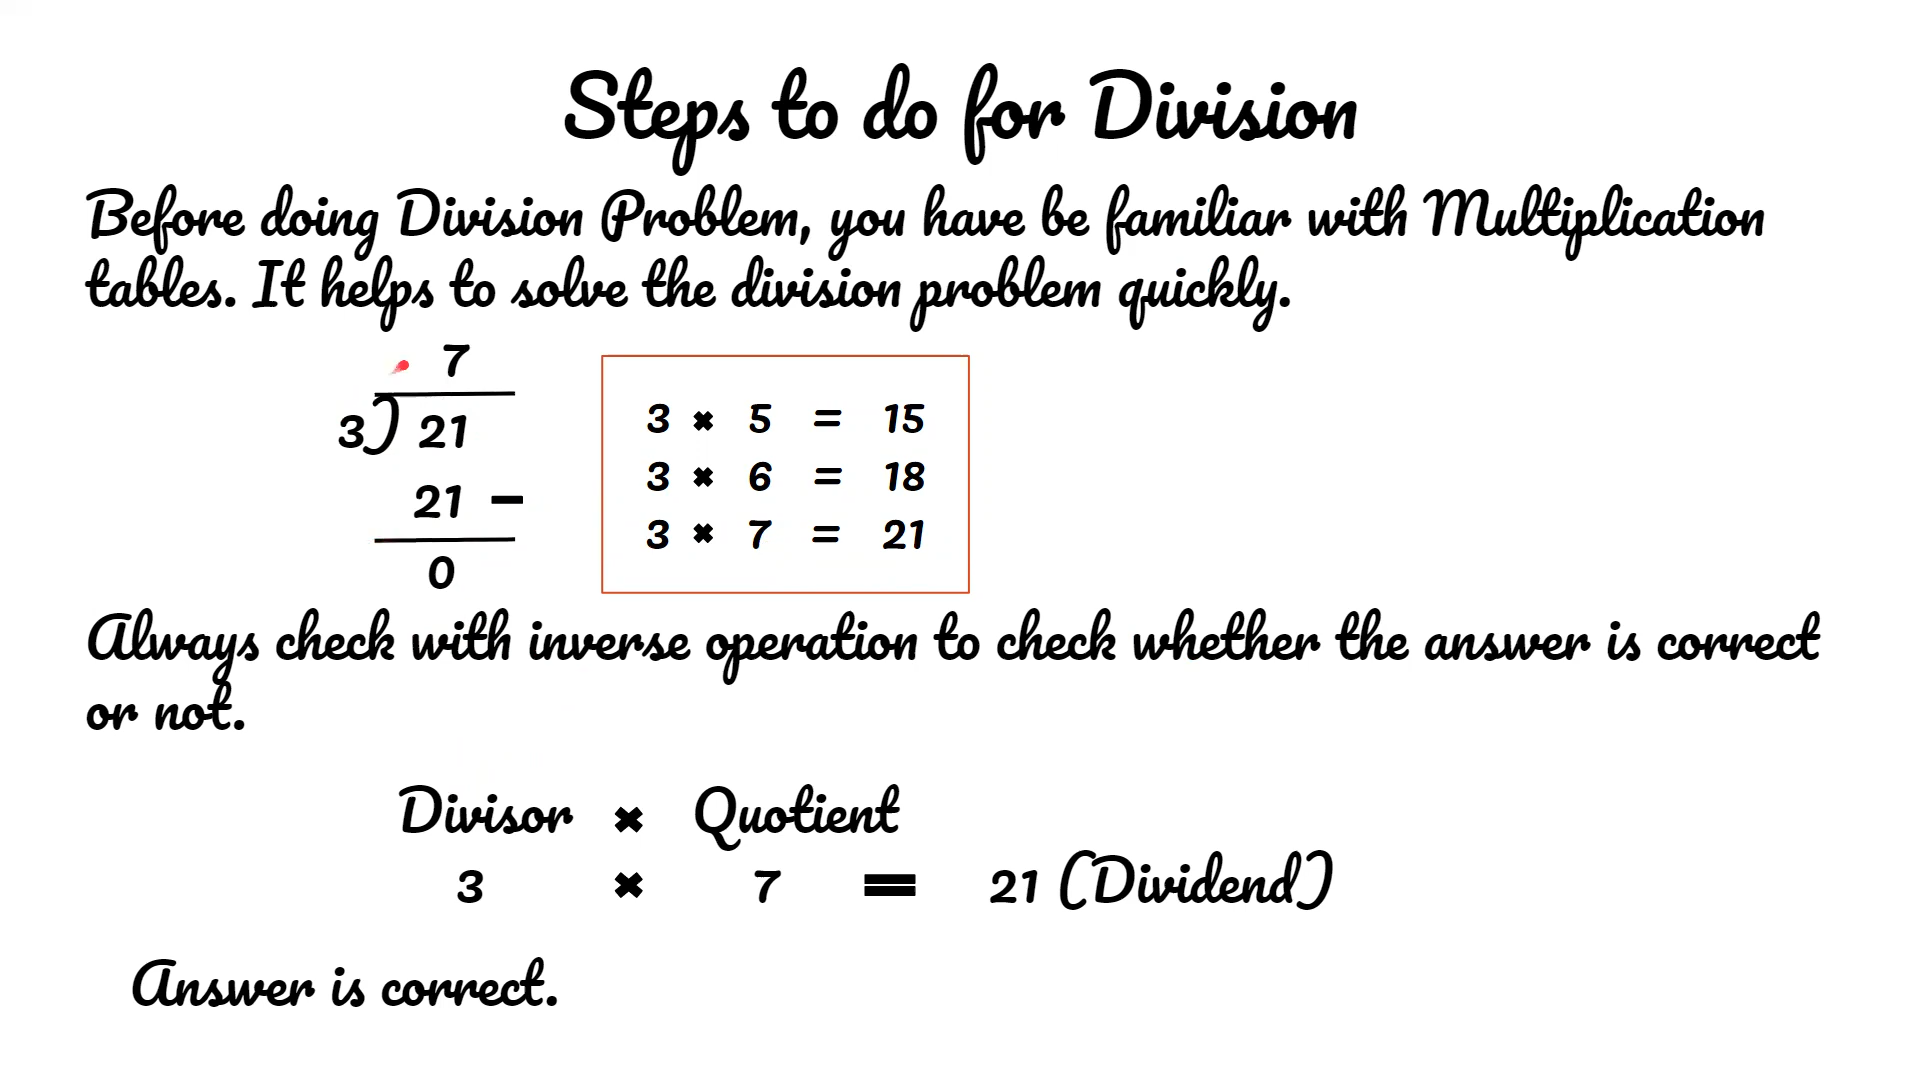 Steps to do for Division
Before doing Division Problem, you have be familiar with Multiplication
tables. It helps to solve the division problem quickly.
7
3) 21
21 -
0
3 × 5 = 15
3 × 6 = 18
3 × 7 = 21
Always check with inverse operation to check whether the answer is correct
or not.
Divisor × Quotient
3 × 7 = 21 (Dividend)
Answer is correct.